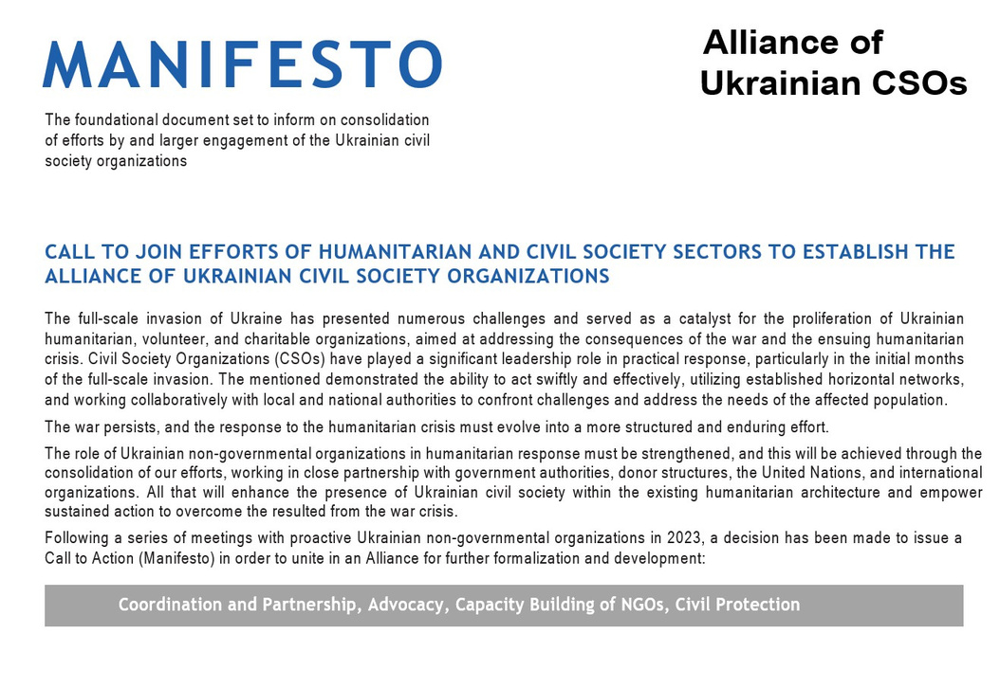 MANIFESTO
Alliance of
Ukrainian CSOs
The foundational document set to inform on consolidation
of efforts by and larger engagement of the Ukrainian civil
society organizations
CALL TO JOIN EFFORTS OF HUMANITARIAN AND CIVIL SOCIETY SECTORS TO ESTABLISH THE
ALLIANCE OF UKRAINIAN CIVIL SOCIETY ORGANIZATIONS
The full-scale invasion of Ukraine has presented numerous challenges and served as a catalyst for the proliferation of Ukrainian
humanitarian, volunteer, and charitable organizations, aimed at addressing the consequences of the war and the ensuing humanitarian
crisis. Civil Society Organizations (CSOs) have played a significant leadership role in practical response, particularly in the initial months
of the full-scale invasion. The mentioned demonstrated the ability to act swiftly and effectively, utilizing established horizontal networks,
and working collaboratively with local and national authorities to confront challenges and address the needs of the affected population.
The war persists, and the response to the humanitarian crisis must evolve into a more structured and enduring effort.
The role of Ukrainian non-governmental organizations in humanitarian response must be strengthened, and this will be achieved through the
consolidation of our efforts, working in close partnership with government authorities, donor structures, the United Nations, and international
organizations. All that will enhance the presence of Ukrainian civil society within the existing humanitarian architecture and empower
sustained action to overcome the resulted from the war crisis.
Following a series of meetings with proactive Ukrainian non-governmental organizations in 2023, a decision has been made to issue a
Call to Action (Manifesto) in order to unite in an Alliance for further formalization and development:
Coordination and Partnership, Advocacy, Capacity Building of NGOs, Civil Protection